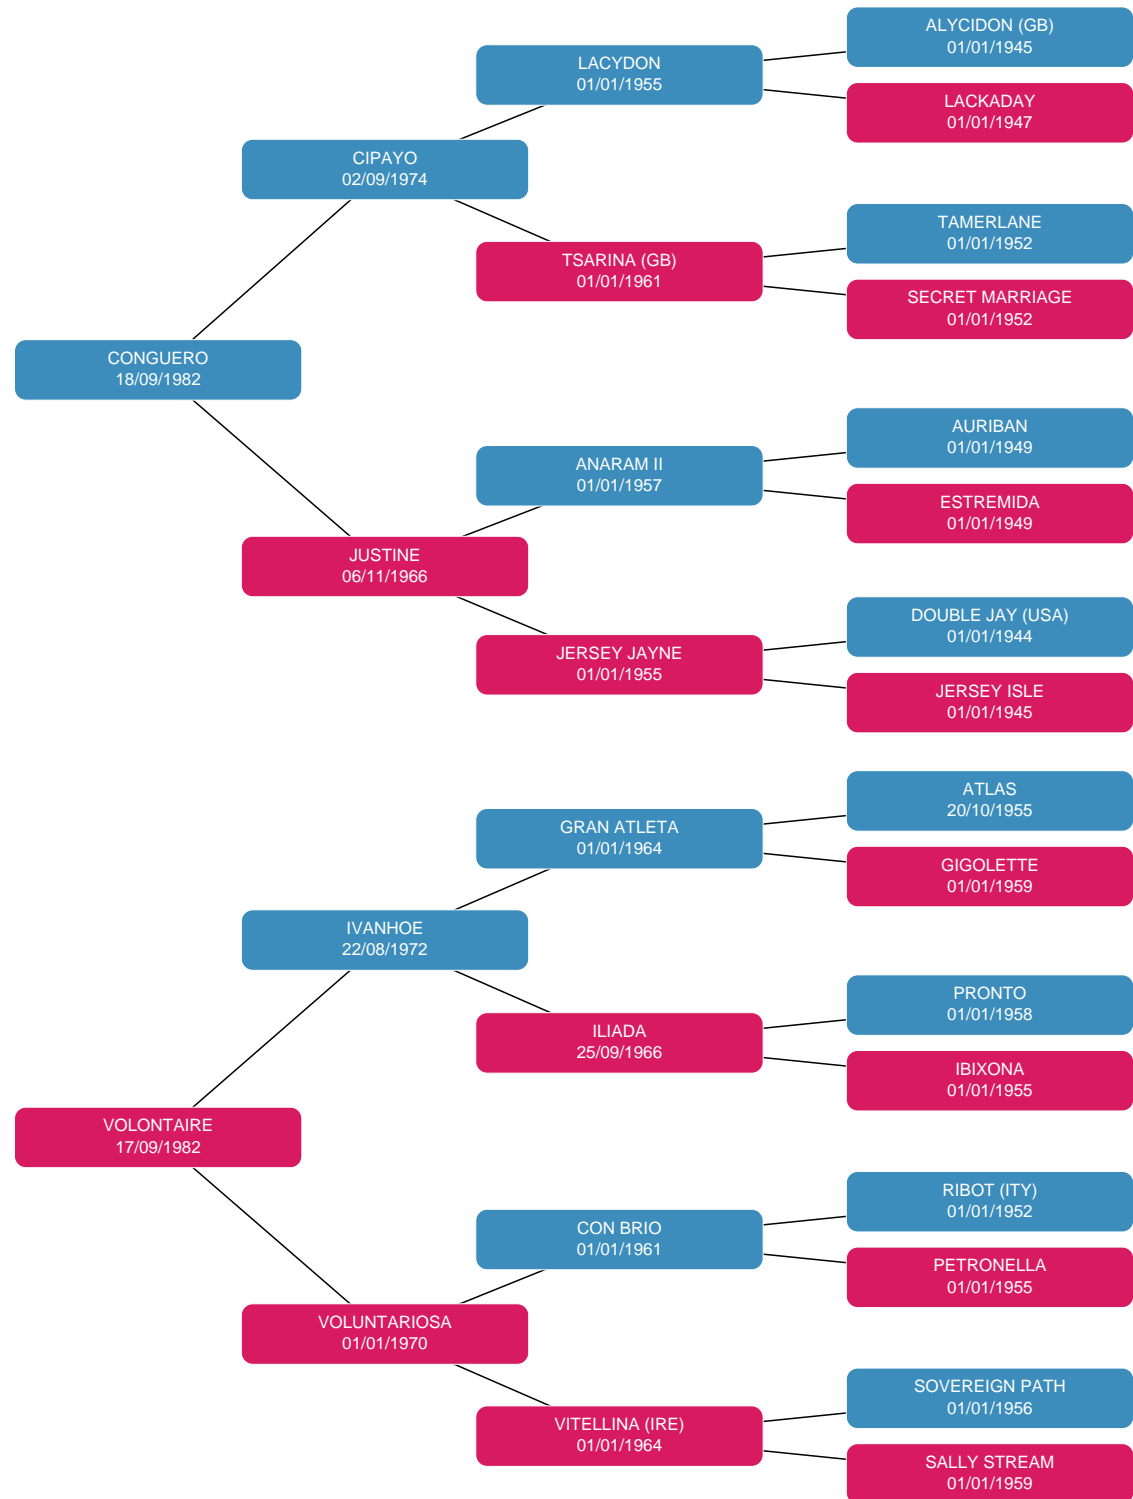 ALYCIDON (GB)
01/01/1945
LACYDON
01/01/1955
LACKADAY
01/01/1947
CIPAYO
02/09/1974
TAMERLANE
01/01/1952
TSARINA (GB)
01/01/1961
SECRET MARRIAGE
01/01/1952
CONGUERO
18/09/1982
AURIBAN
01/01/1949
ANARAM II
01/01/1957
ESTREMIDA
01/01/1949
JUSTINE
06/11/1966
DOUBLE JAY (USA)
01/01/1944
JERSEY JAYNE
01/01/1955
JERSEY ISLE
01/01/1945
ATLAS
20/10/1955
GRAN ATLETA
01/01/1964
GIGOLETTE
01/01/1959
IVANHOE
22/08/1972
PRONTO
01/01/1958
ILIADA
25/09/1966
IBIXONA
01/01/1955
VOLONTAIRE
17/09/1982
RIBOT (ITY)
01/01/1952
CON BRIO
01/01/1961
PETRONELLA
01/01/1955
VOLUNTARIOSA
01/01/1970
SOVEREIGN PATH
01/01/1956
VITELLINA (IRE)
01/01/1964
SALLY STREAM
01/01/1959